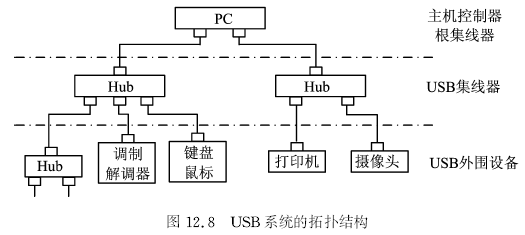 PC
主机控制器
根集线器
Hub
Hub
USB集线器
Hub
调制
解调器
键盘
鼠标
打印机
摄像头
USB外围设备
图 12.8 USB 系统的拓扑结构